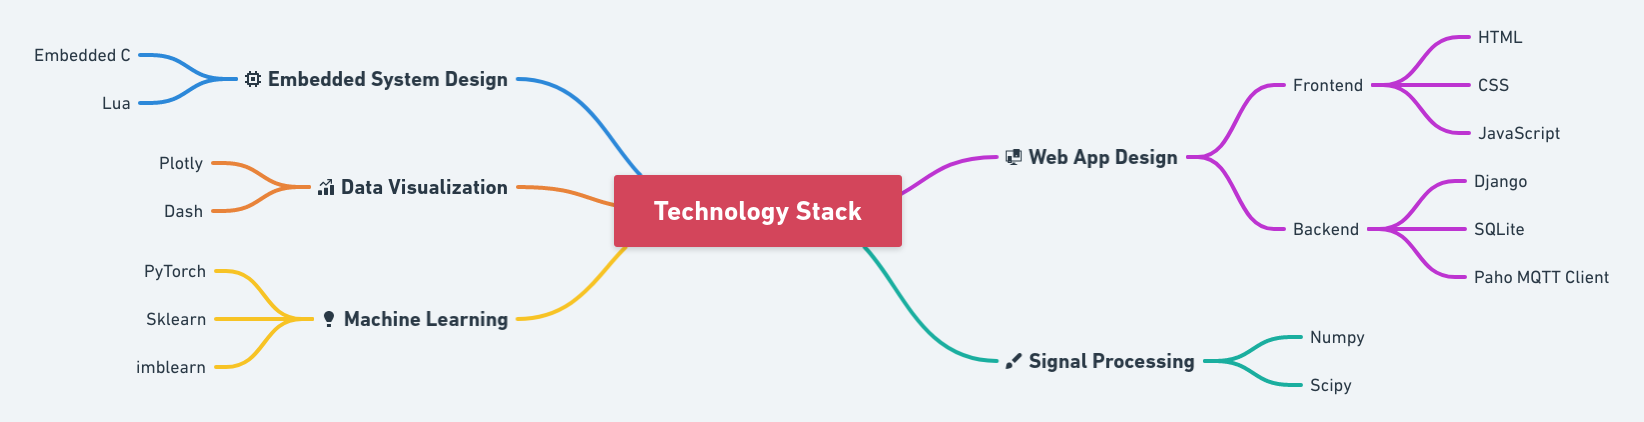 Technology Stack
Embedded System Design
Embedded C
Lua
Data Visualization
Plotly
Dash
Machine Learning
PyTorch
Sklearn
imblearn
Web App Design
Frontend
HTML
CSS
JavaScript
Backend
Django
SQLite
Paho MQTT Client
Signal Processing
Numpy
Scipy